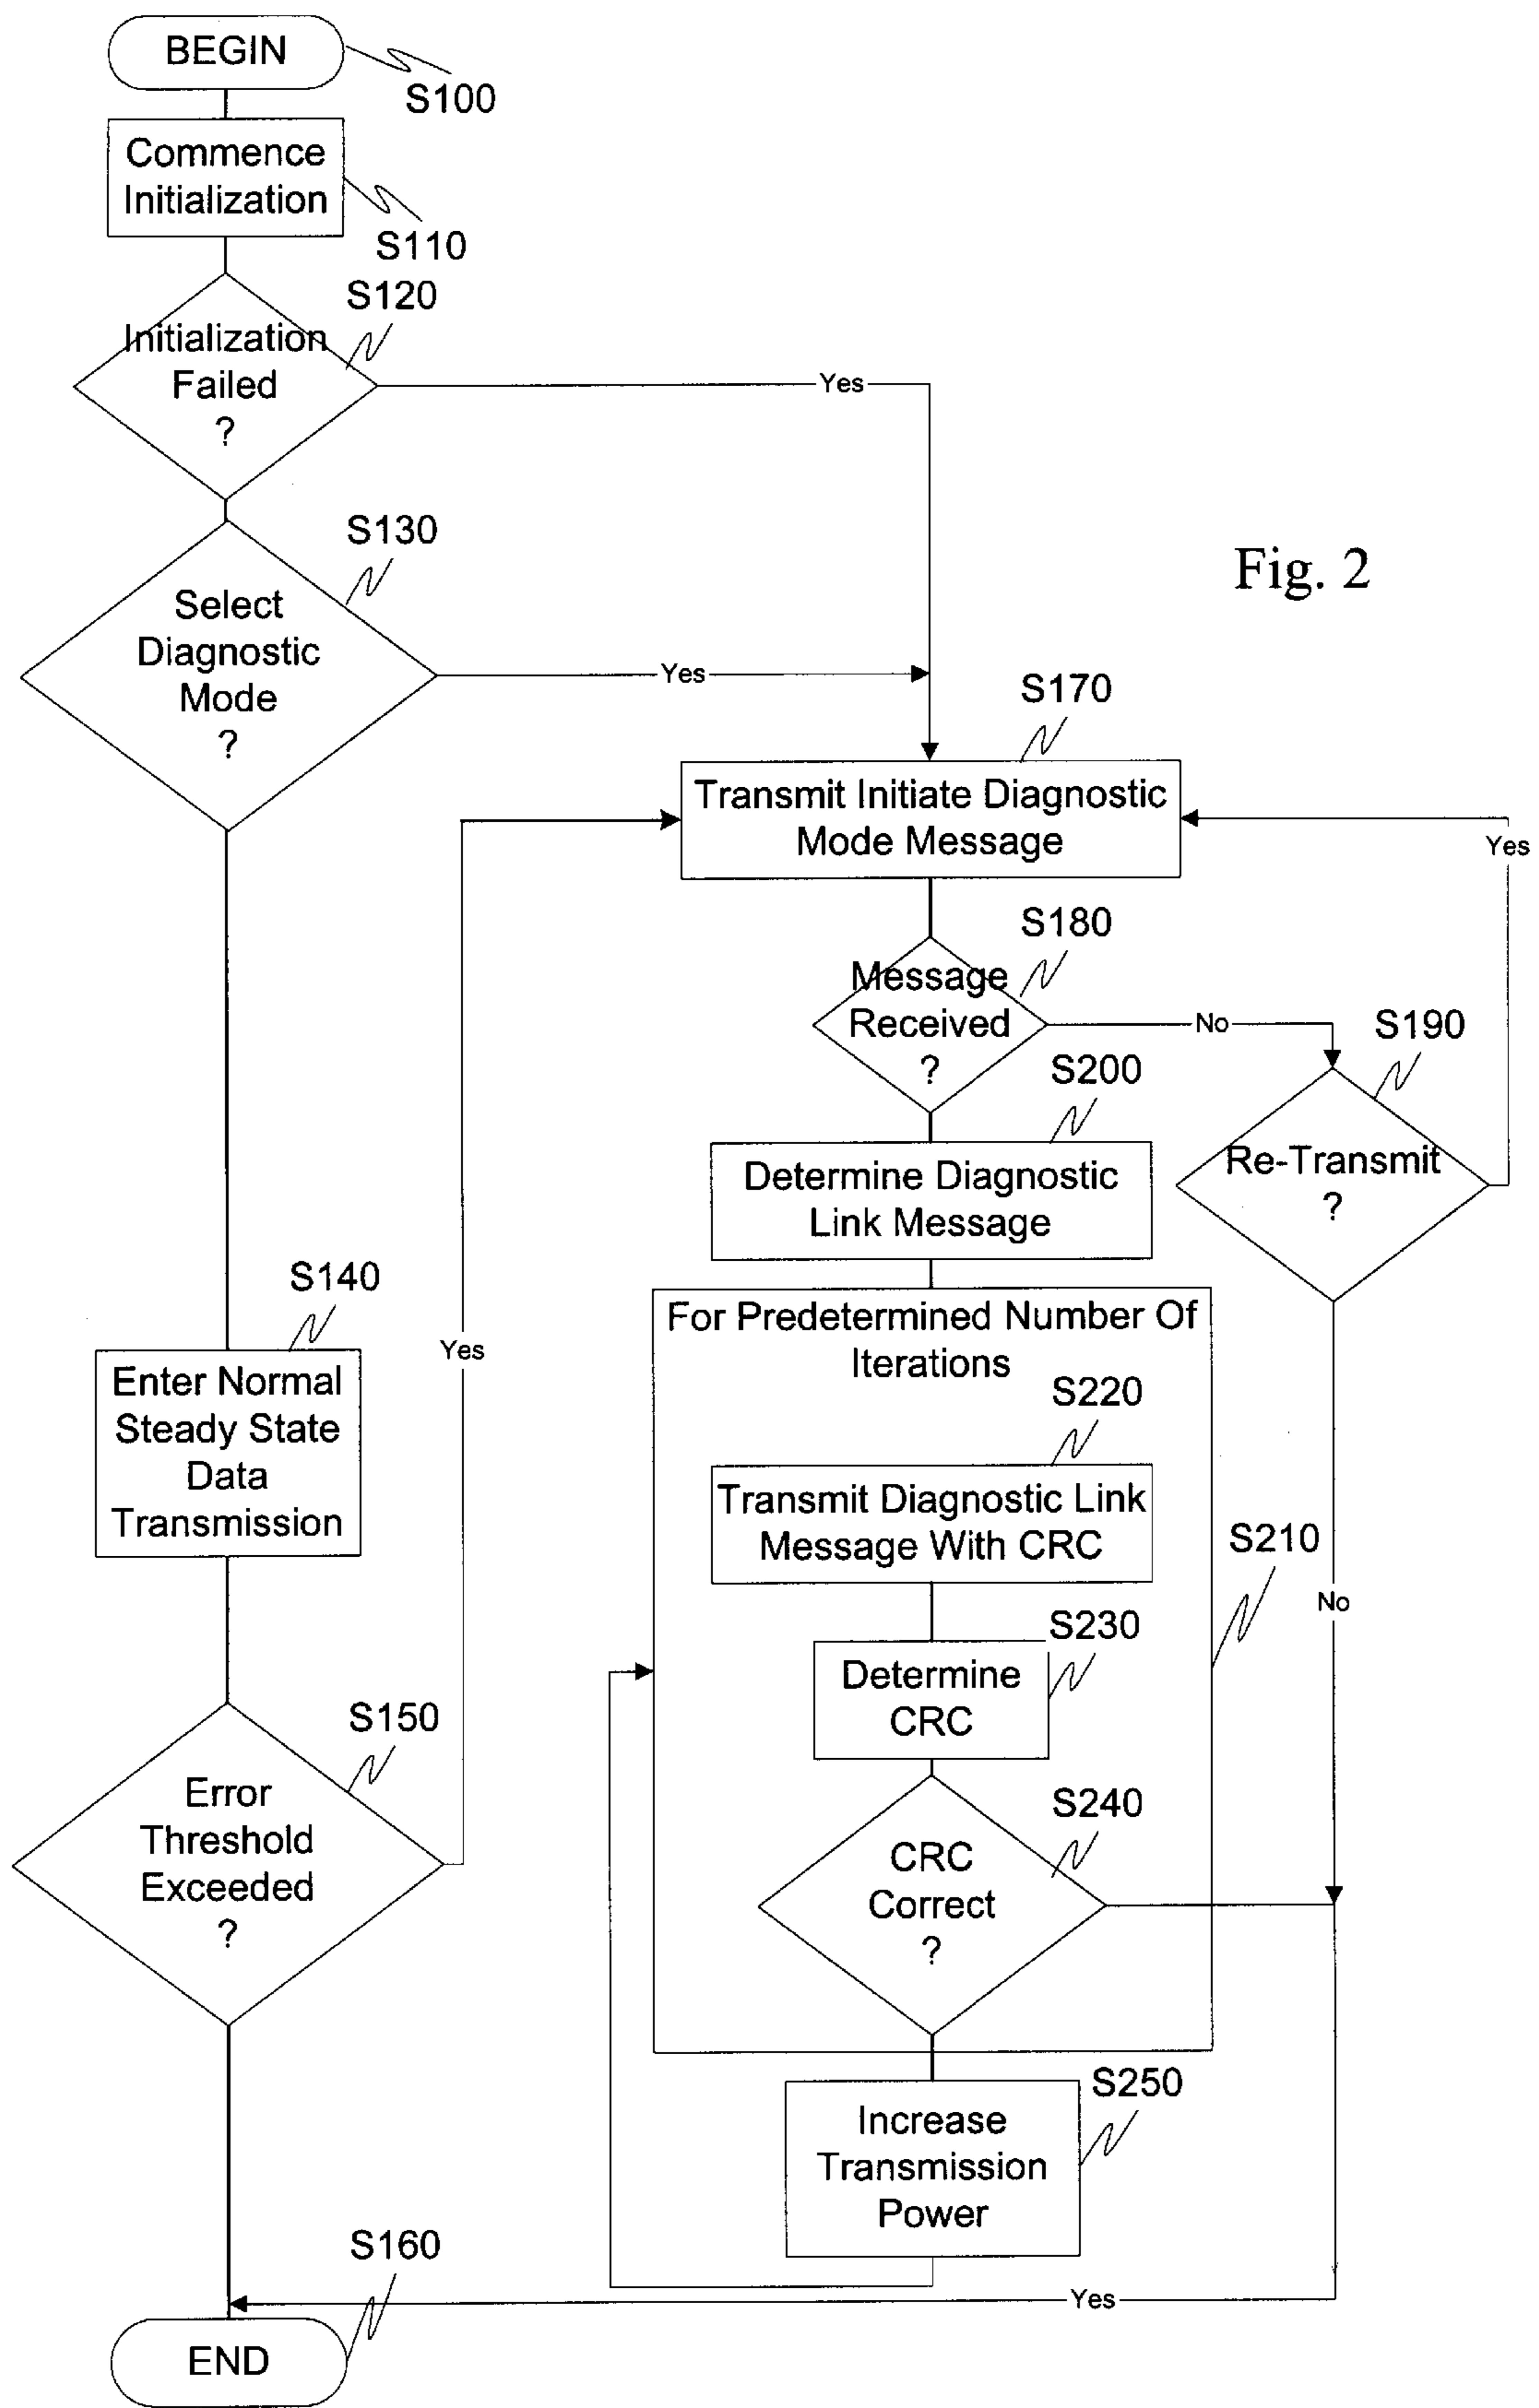 BEGIN
S100
Commence
Initialization
S110
S120
Initialization
Failed
?
Yes
S130
Select
Diagnostic
Mode
?
Yes
Fig. 2
S170
Transmit Initiate Diagnostic
Mode Message
Yes
S180
Message
Received
?
No
S190
Re-Transmit
?
S200
Determine Diagnostic
Link Message
For Predetermined Number Of
Iterations
S140
Enter Normal
Steady State
Data
Transmission
Yes
S220
Transmit Diagnostic Link
Message With CRC
S210
No
S230
Determine
CRC
S150
Error
Threshold
Exceeded
?
S240
CRC
Correct
?
S250
Increase
Transmission
Power
S160
Yes
END